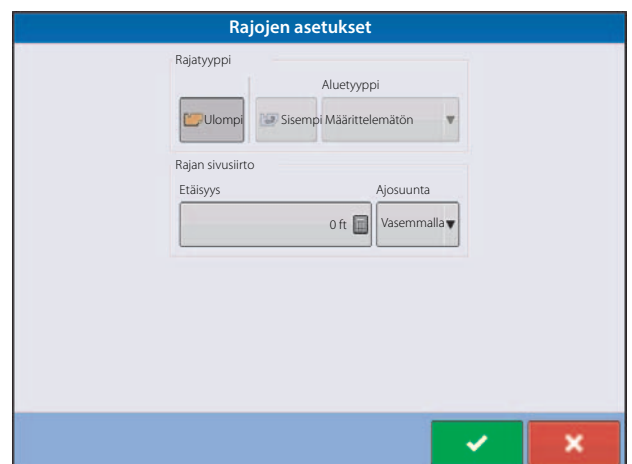 Rajojen asetukset
Rajatyyppi
Aluetyyppi
Ulompi Sisempi Määrittelemätön
Rajan sivusiirto
Etäisyys Ajosuunta
0 ft Vasemmalla